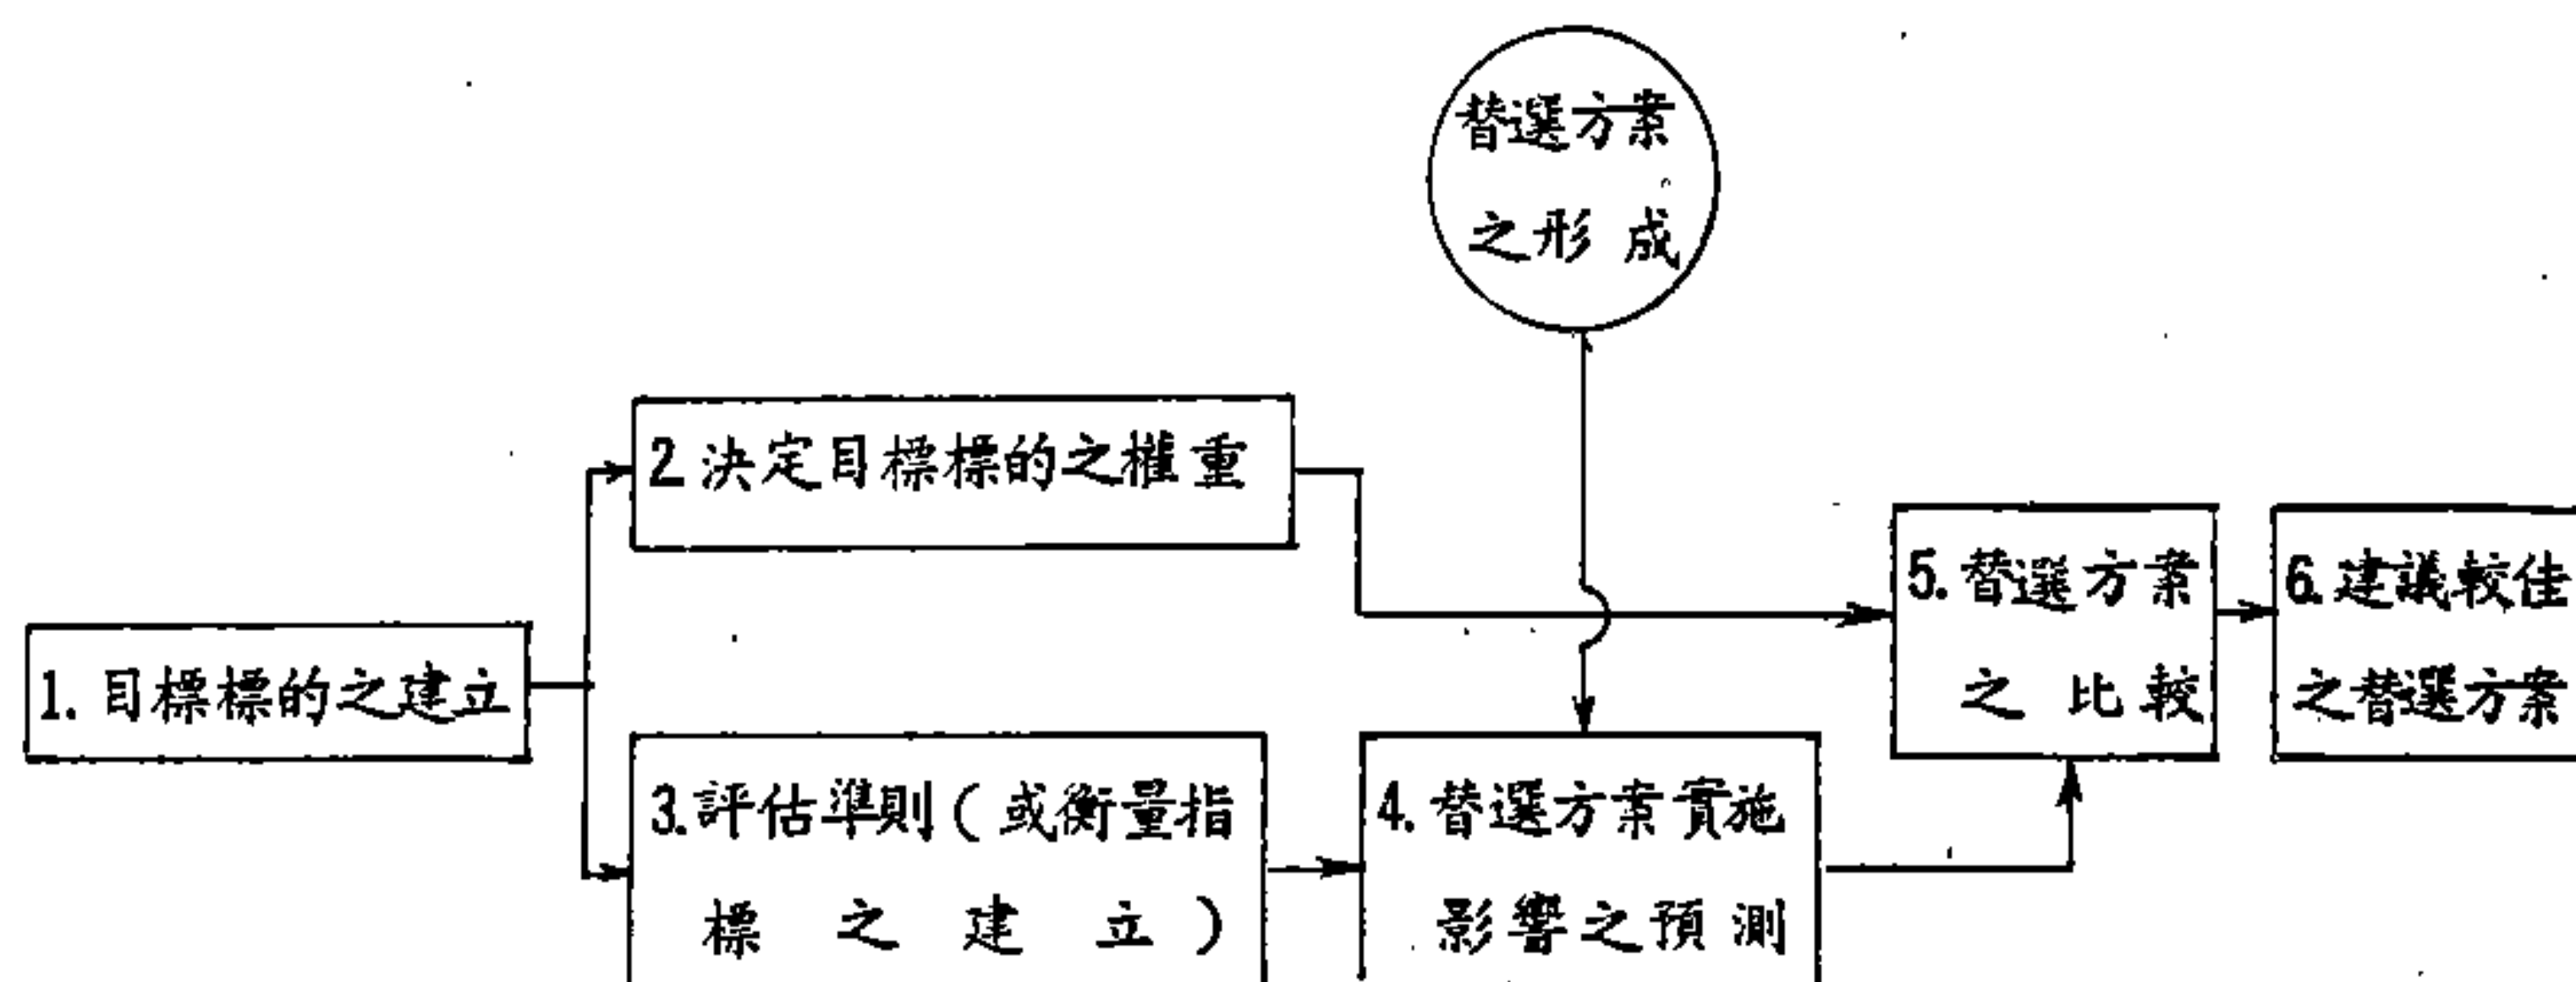 替選方案
之形成
2.決定目標標的之權重
1.目標標的之建立
3.評估準則(或衡量指
標之建立)
4.替選方案實施
影響之預測
5.替選方案
之比較
6.建議較佳
之替選方案